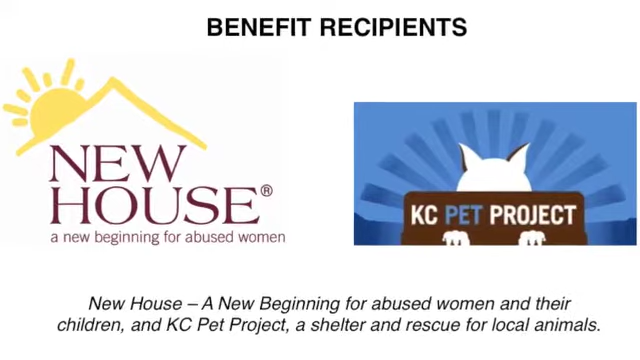 BENEFIT RECIPIENTS
NEW
HOUSE®
a new beginning for abused women
KC PET PROJECT
New House – A New Beginning for abused women and their
children, and KC Pet Project, a shelter and rescue for local animals.